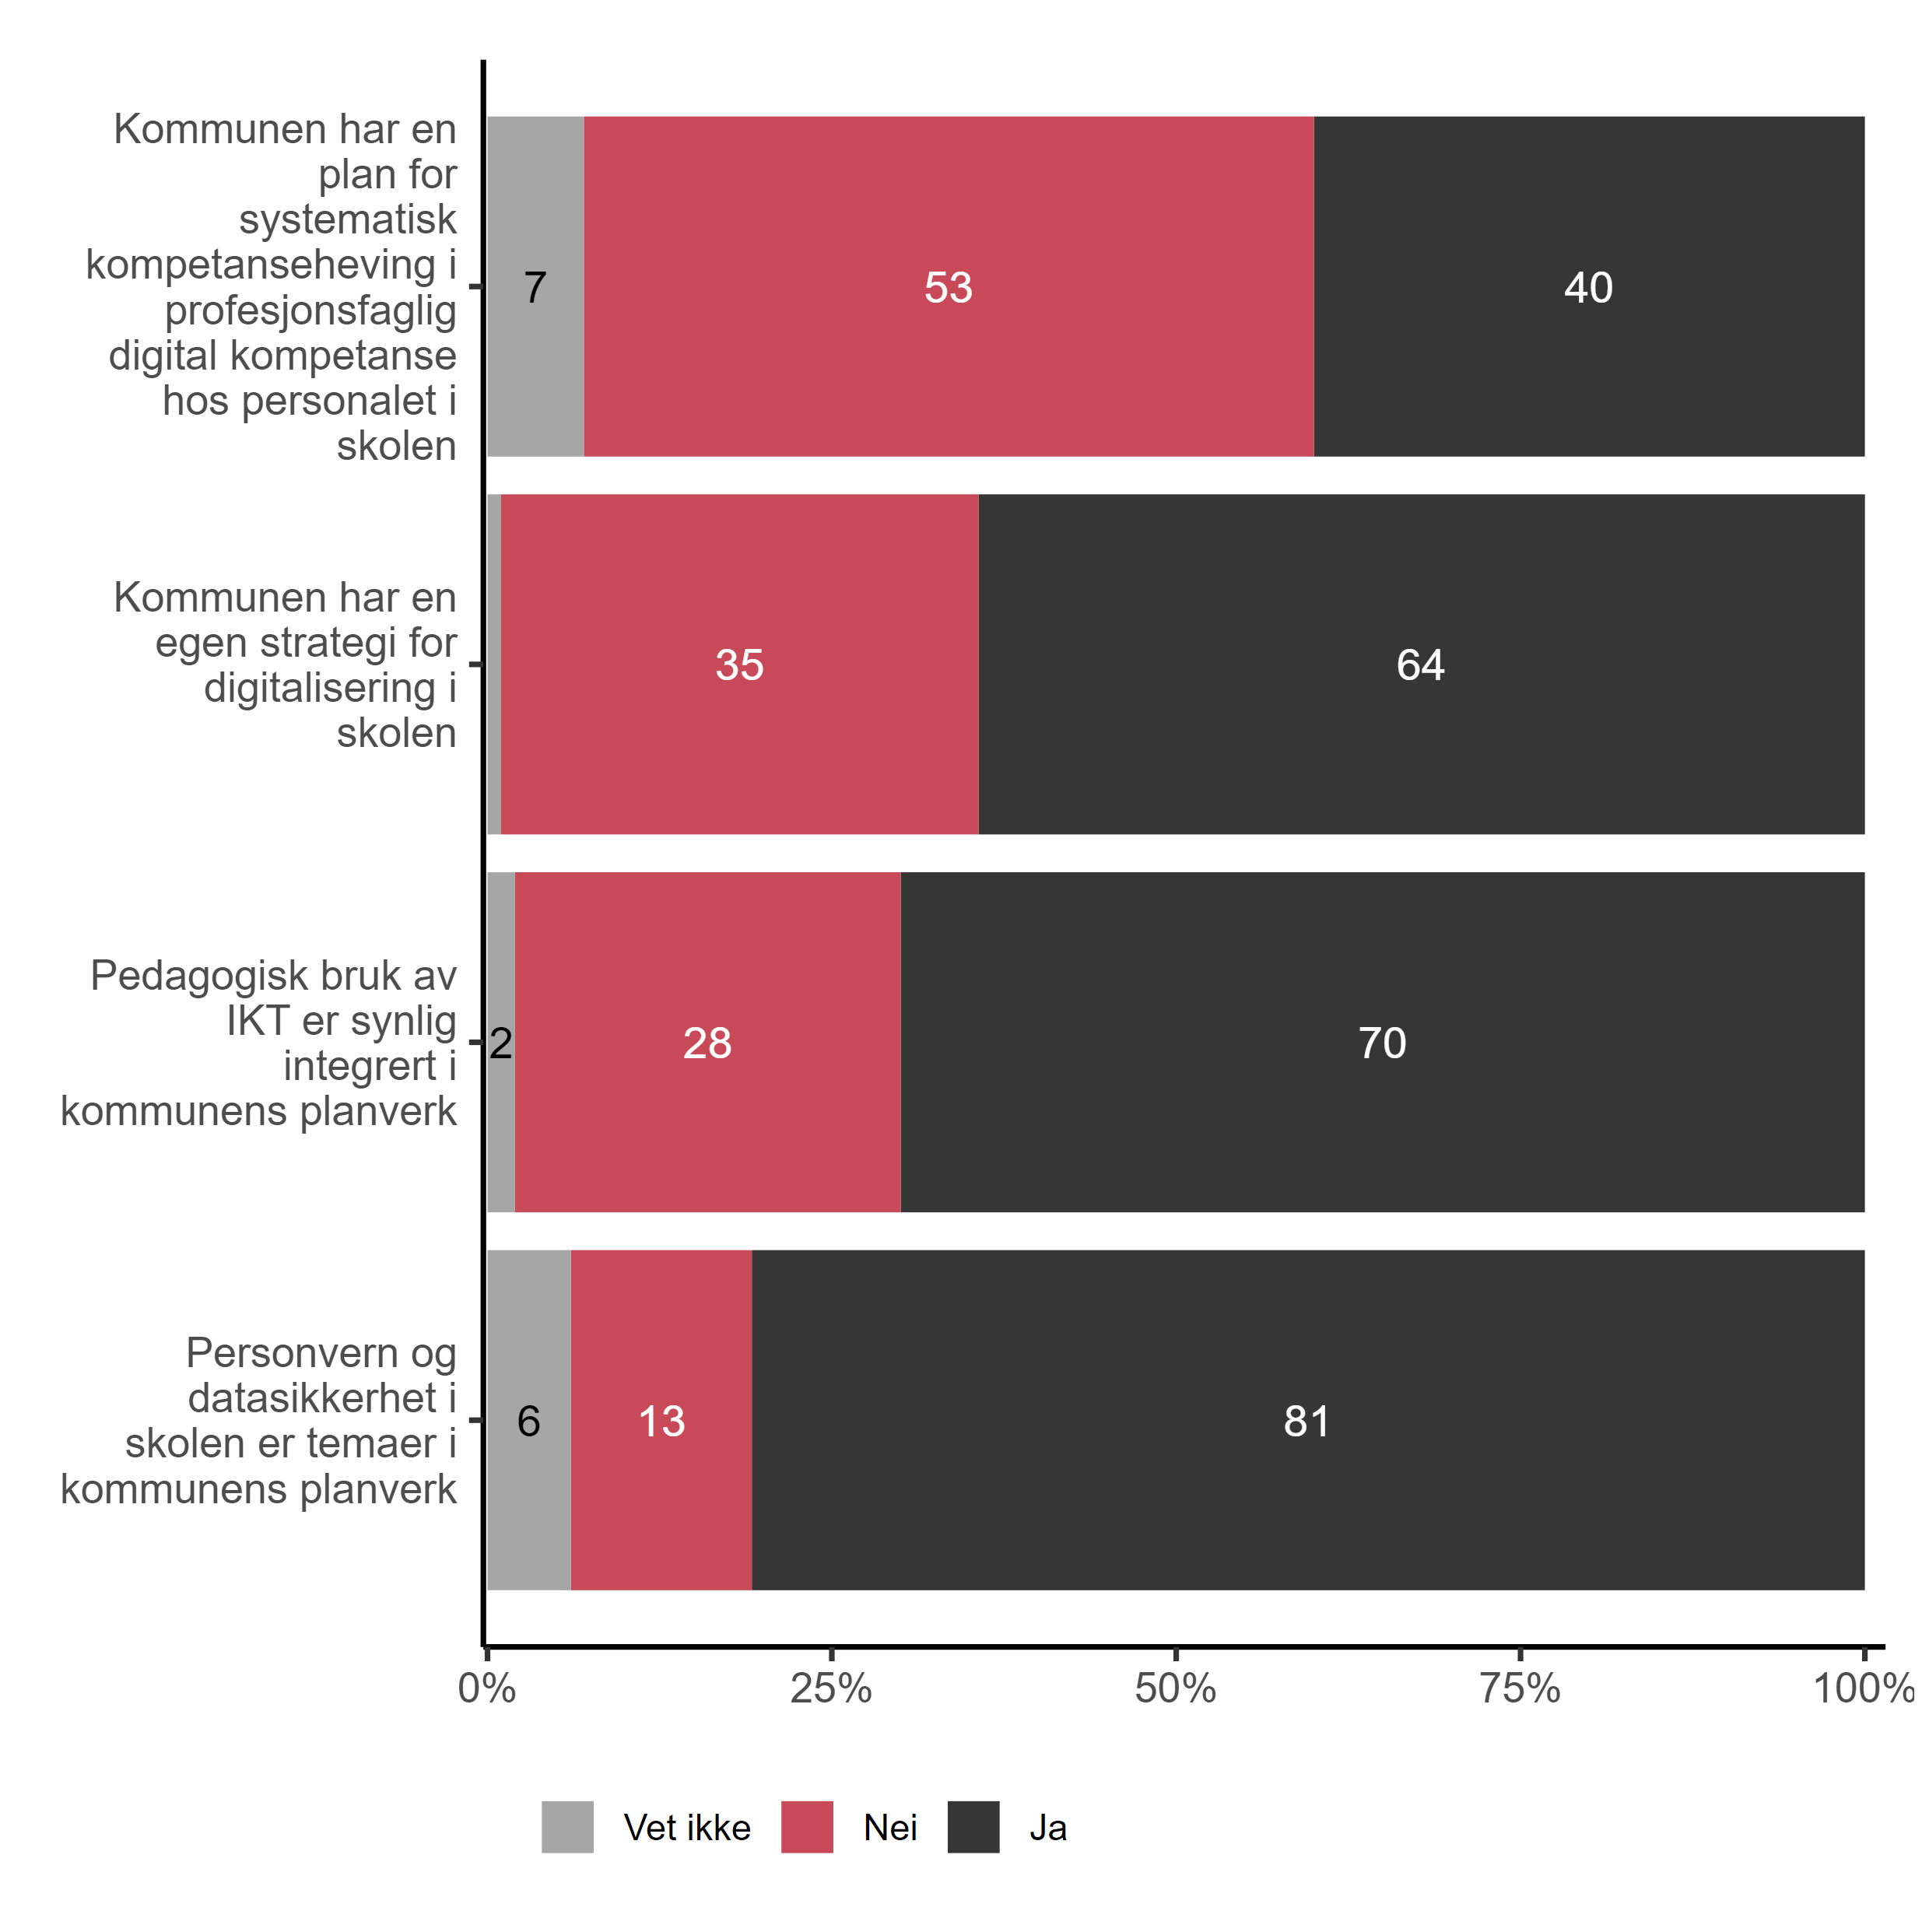 Kommunen har en
plan for
systematisk
kompetanseheving i
profesjonsfaglig
digital kompetanse
hos personalet i
skolen
7 53 40
Kommunen har en
egen strategi for
digitalisering i
skolen
35 64
Pedagogisk bruk av
IKT er synlig
integrert i
kommunens planverk
2 28 70
Personvern og
datasikkerhet i
skolen er temaer i
kommunens planverk
6 13 81
0% 25% 50% 75% 100%
Vet ikke Nei Ja